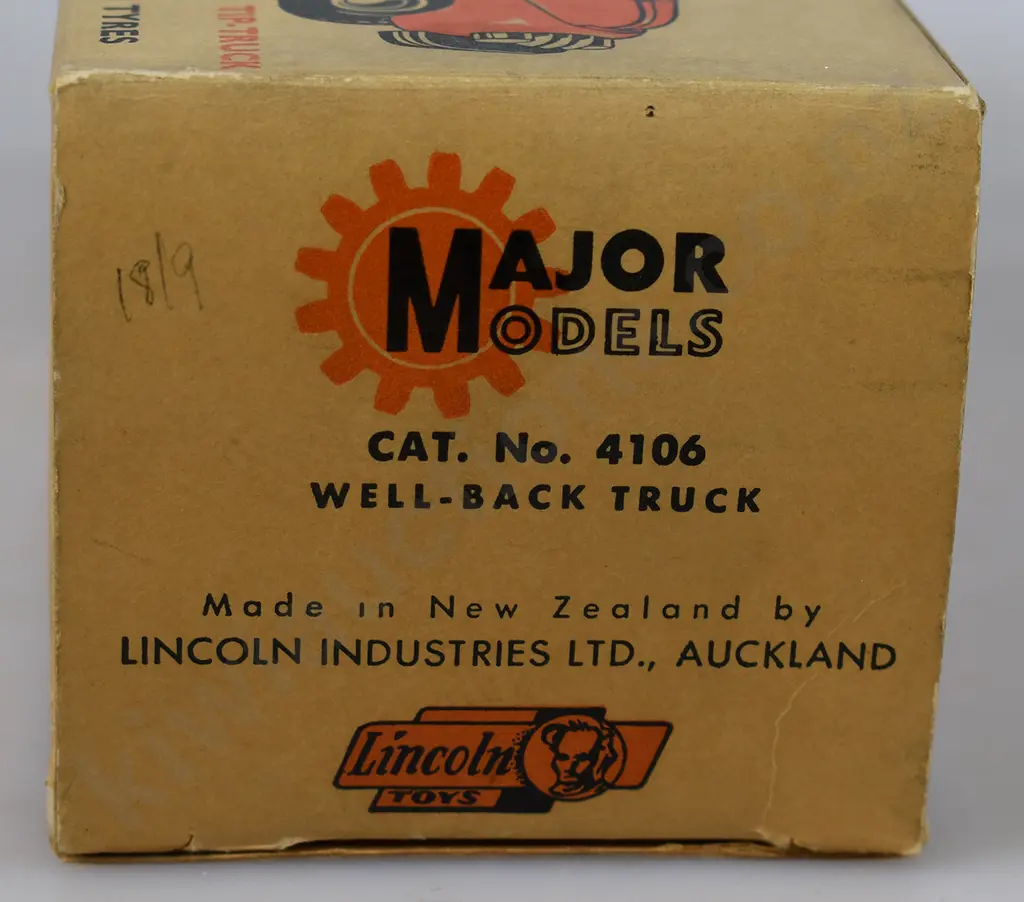 TYRES
TIP-TRUCK
18/9
MAJOR
MODELS
CAT. No. 4106
WELL-BACK TRUCK
Made in New Zealand by
LINCOLN INDUSTRIES LTD., AUCKLAND
Lincoln
TOYS